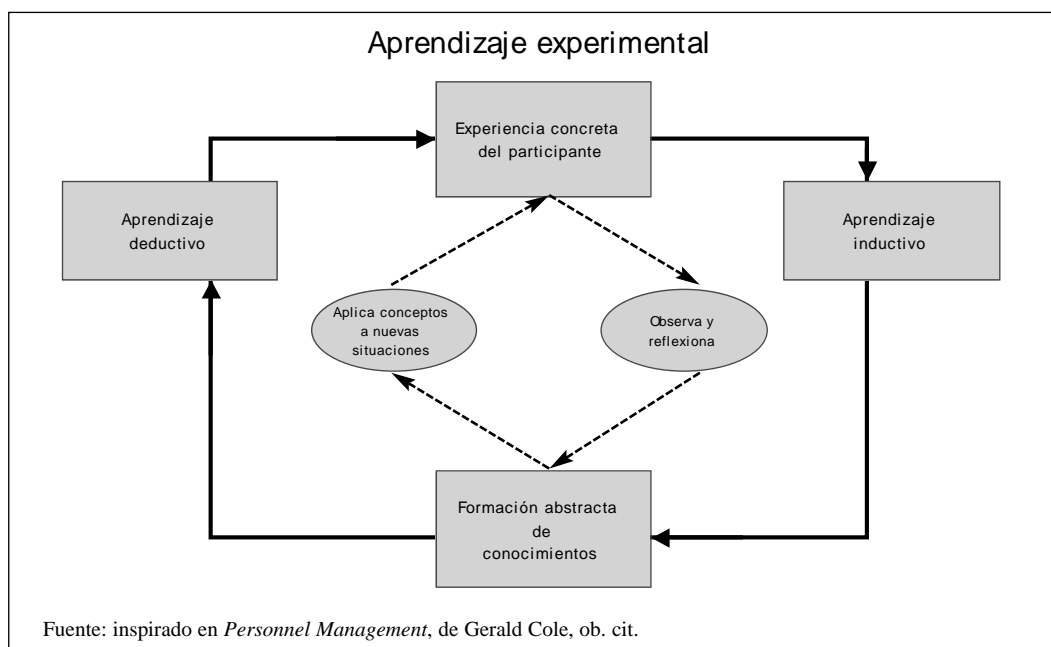 Aprendizaje experimental
Experiencia concreta
del participante
Aprendizaje
deductivo
Aprendizaje
inductivo
Aplica conceptos
a nuevas
situaciones
Observa y
reflexiona
Formación abstracta
de
conocimientos
Fuente: inspirado en Personnel Management, de Gerald Cole, ob. cit.